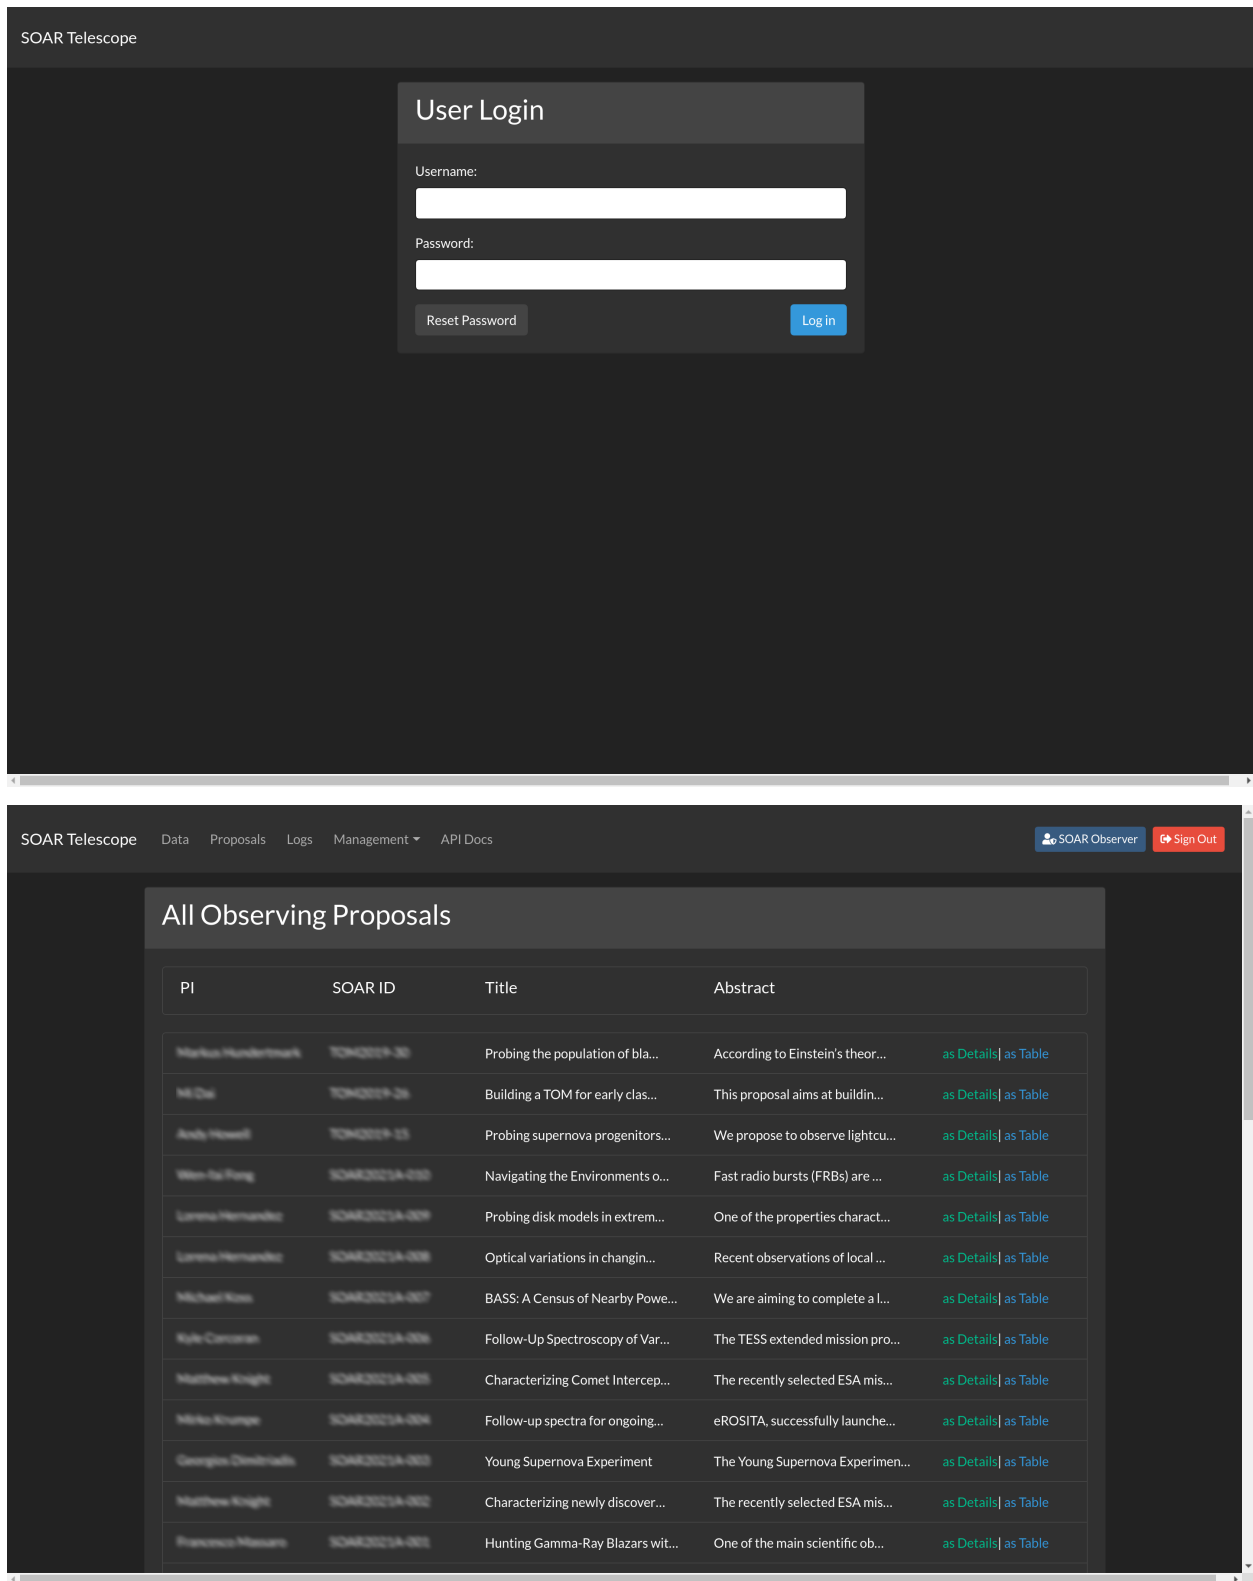 SOAR Telescope
User Login
Username:
Password:
Reset Password Log in
SOAR Telescope Data Proposals Logs Management API Docs SOAR Observer Sign Out
All Observing Proposals
PI SOAR ID Title Abstract
Probing the population of bla... According to Einstein's theor... as Details| as Table
Building a TOM for early clas... This proposal aims at buildin... as Details| as Table
Probing supernova progenitors... We propose to observe lightcu... as Details| as Table
Navigating the Environments o... Fast radio bursts (FRBs) are ... as Details| as Table
Probing disk models in extrem... One of the properties charact... as Details| as Table
Optical variations in changin... Recent observations of local ... as Details| as Table
BASS: A Census of Nearby Powe... We are aiming to complete a l... as Details| as Table
Follow-Up Spectroscopy of Var... The TESS extended mission pro... as Details| as Table
Characterizing Comet Intercep... The recently selected ESA mis... as Details| as Table
Follow-up spectra for ongoing... eROSITA, successfully launche... as Details| as Table
Young Supernova Experiment The Young Supernova Experimen... as Details| as Table
Characterizing newly discover... The recently selected ESA mis... as Details| as Table
Hunting Gamma-Ray Blazars wit... One of the main scientific ob... as Details| as Table